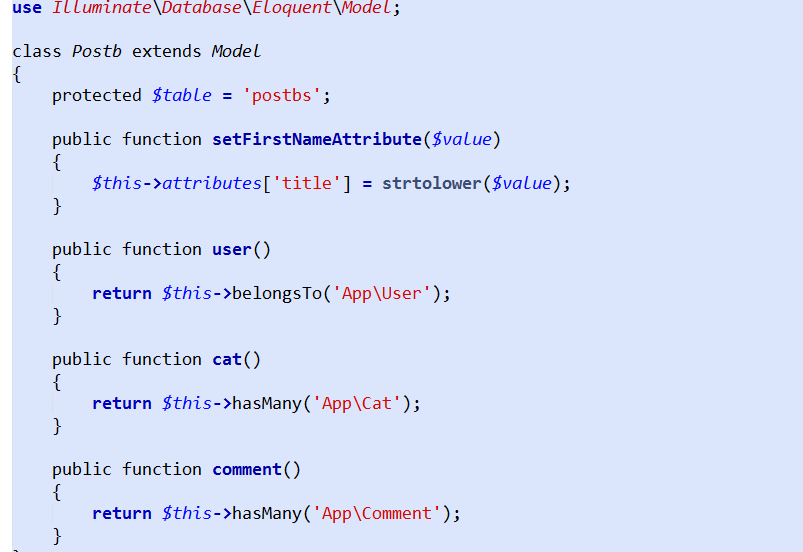 use Illuminate\Database\Eloquent\Model;
class Postb extends Model
{
protected $table = 'postbs';
public function setFirstNameAttribute($value)
{
$this->attributes['title'] = strtolower($value);
}
public function user()
{
return $this->belongsTo('App\User');
}
public function cat()
{
return $this->hasMany('App\Cat');
}
public function comment()
{
return $this->hasMany('App\Comment');
}